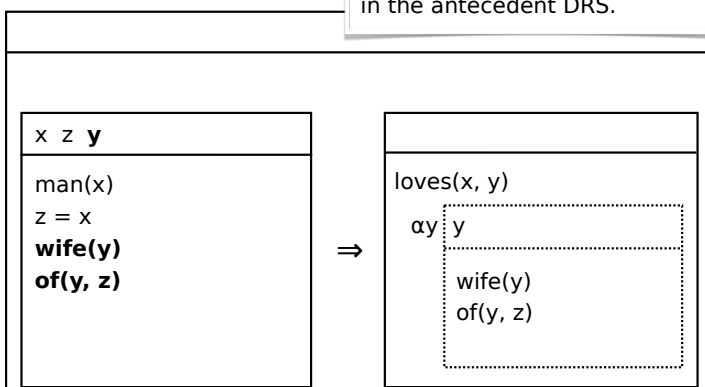 in the antecedent DRS.
x z y
man(x)
z = x
wife(y)
of(y, z)
⇒
loves(x, y)
αy y
wife(y)
of(y, z)